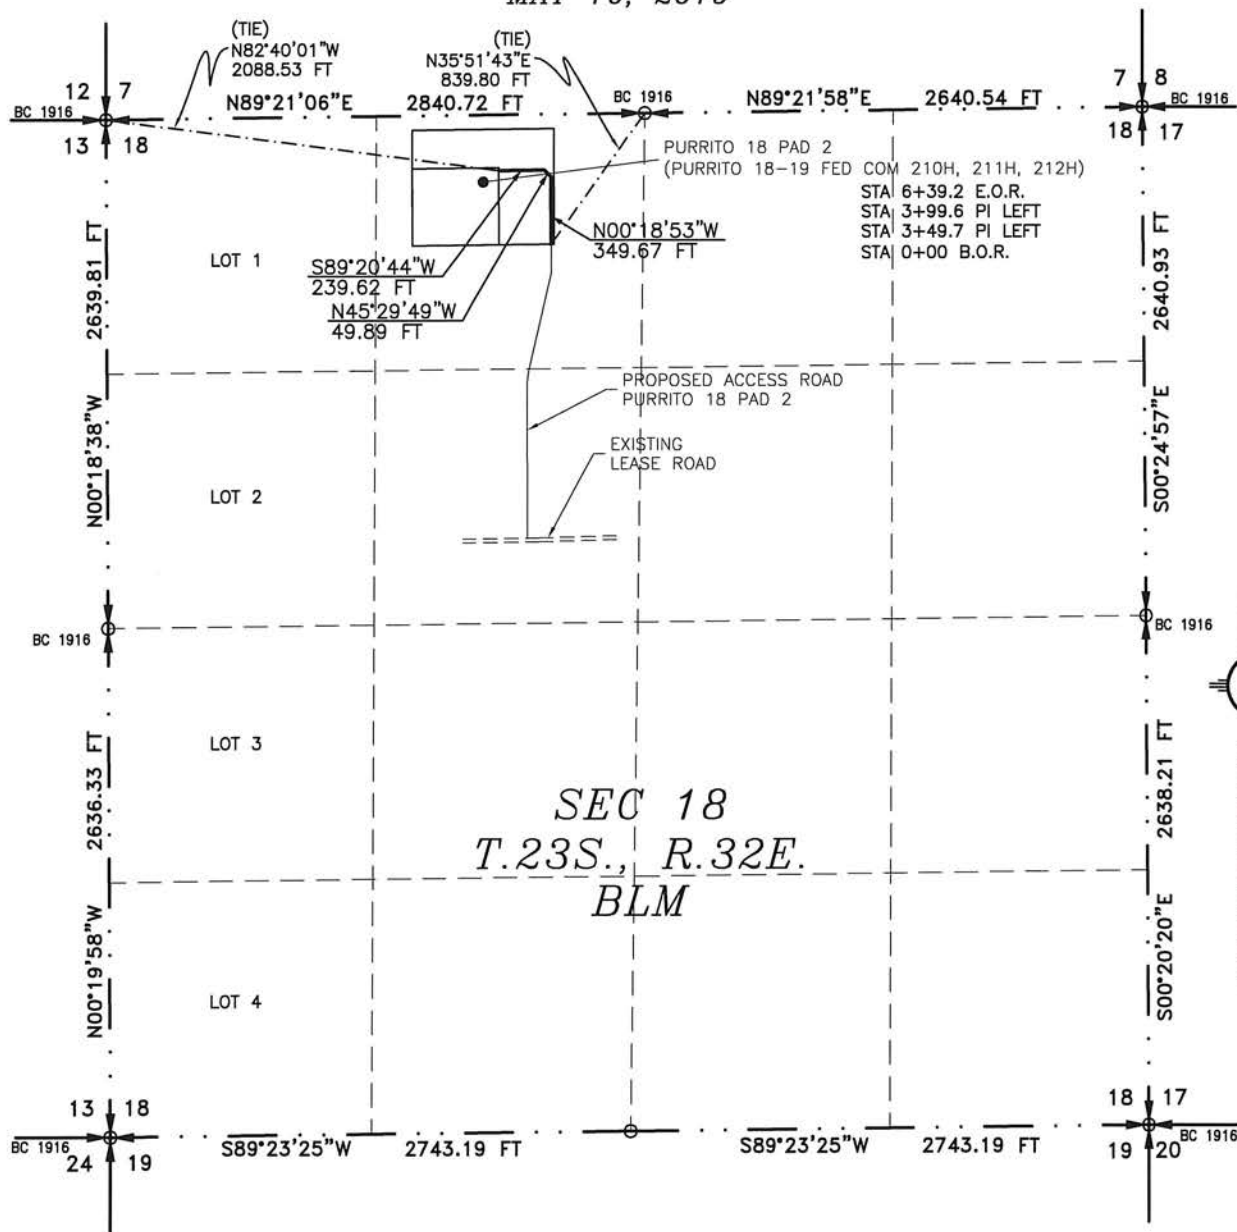 (TIE)
N82°40'01"W
2088.53 FT
(TIE)
N35°51'43"E
839.80 FT
12 7
BC 1916
13 18
N89°21'06"E 2840.72 FT
BC 1916
N89°21'58"E 2640.54 FT
7 8
BC 1916
18 17
PURRITO 18 PAD 2
(PURRITO 18-19 FED COM 210H, 211H, 212H)
STA 6+39.2 E.O.R.
STA 3+99.6 PI LEFT
STA 3+49.7 PI LEFT
STA 0+00 B.O.R.
N00°18'53"W
349.67 FT
LOT 1
S89°20'44"W
239.62 FT
N45°29'49"W
49.89 FT
N00°18'38"W 2639.81 FT
S00°24'57"E 2640.93 FT
PROPOSED ACCESS ROAD
PURRITO 18 PAD 2
EXISTING
LEASE ROAD
LOT 2
BC 1916
BC 1916
LOT 3
N00°19'58"W 2636.33 FT
S00°20'20"E 2638.21 FT
SEC 18
T.23S., R.32E.
BLM
LOT 4
13 18
BC 1916
24 19
S89°23'25"W 2743.19 FT
S89°23'25"W 2743.19 FT
18 17
BC 1916
19 20